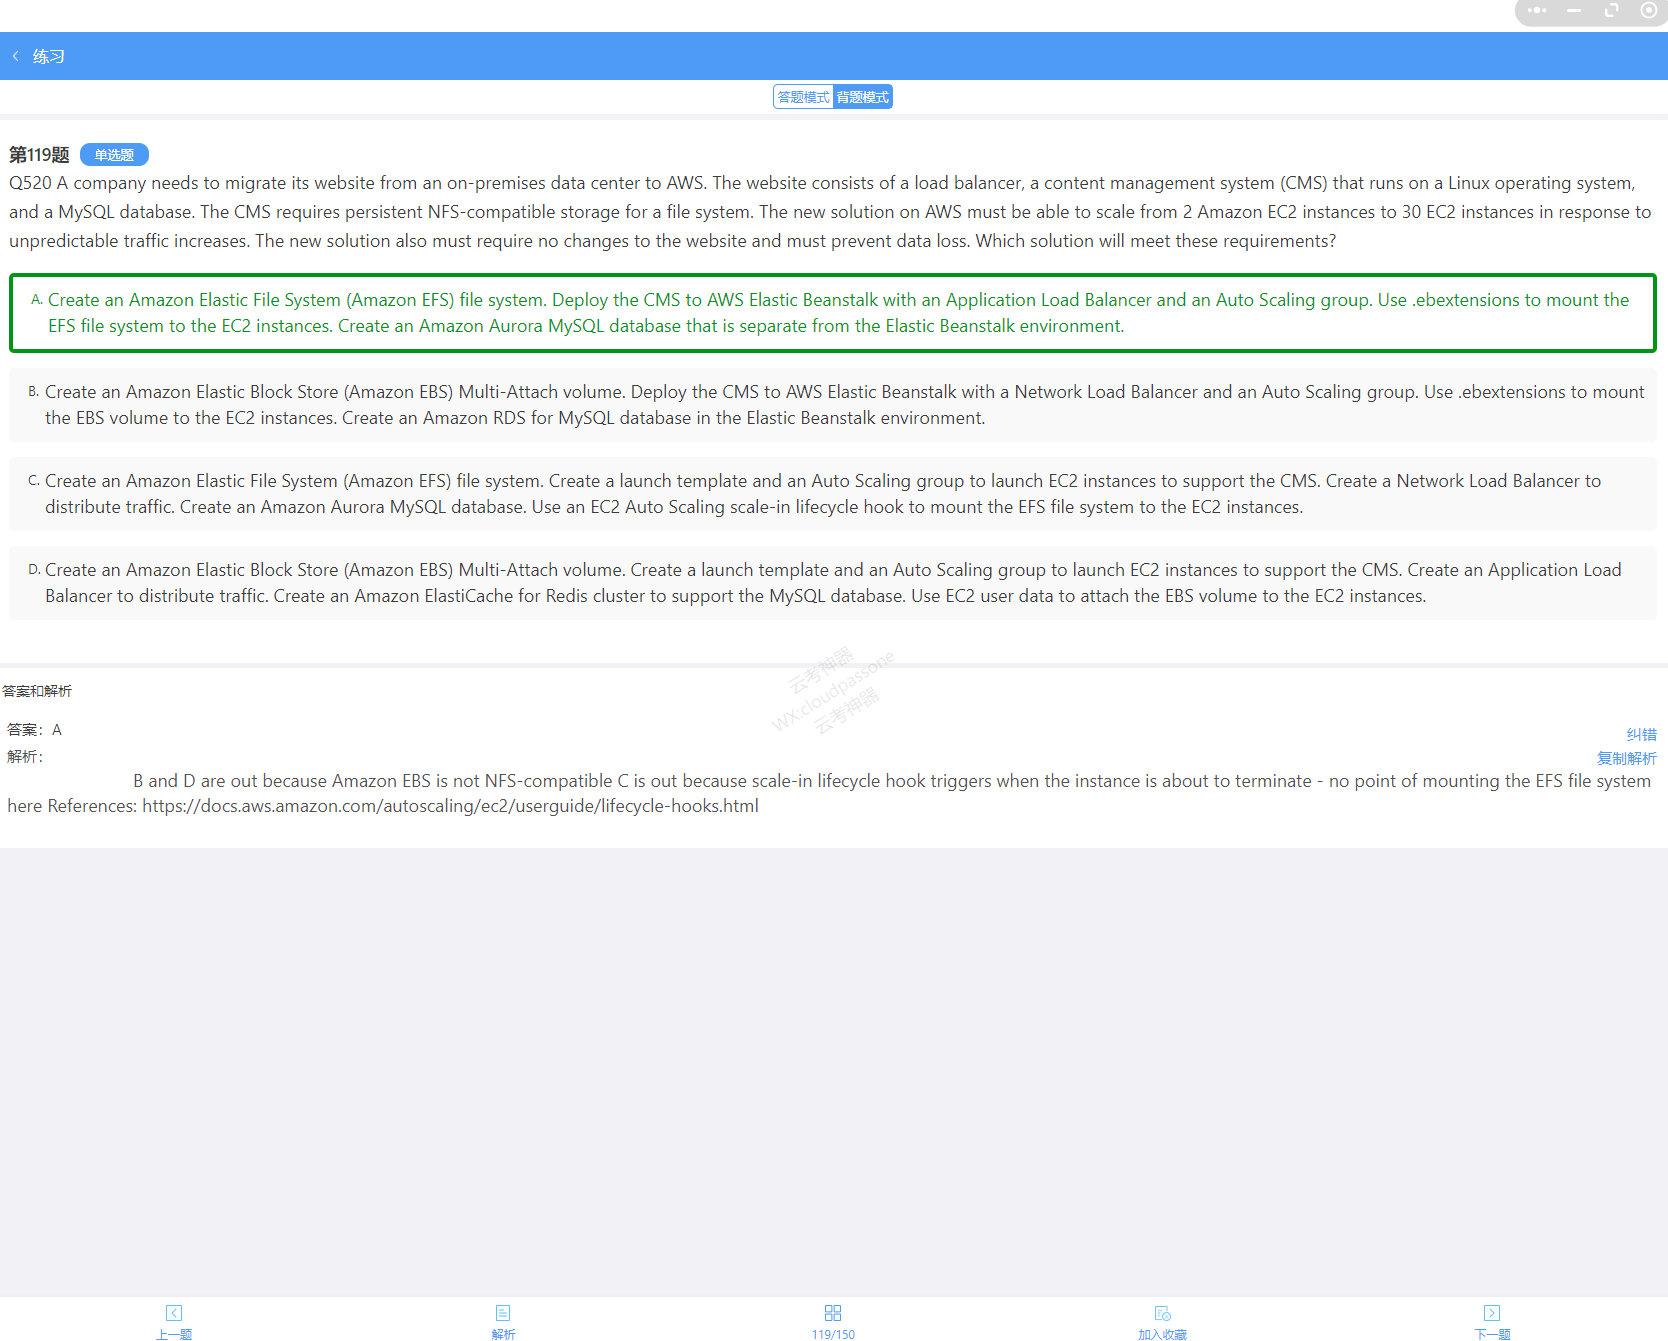 练习
答题模式 背题模式
第119题 单选题
Q520 A company needs to migrate its website from an on-premises data center to AWS. The website consists of a load balancer, a content management system (CMS) that runs on a Linux operating system,
and a MySQL database. The CMS requires persistent NFS-compatible storage for a file system. The new solution on AWS must be able to scale from 2 Amazon EC2 instances to 30 EC2 instances in response to
unpredictable traffic increases. The new solution also must require no changes to the website and must prevent data loss. Which solution will meet these requirements?
A. Create an Amazon Elastic File System (Amazon EFS) file system. Deploy the CMS to AWS Elastic Beanstalk with an Application Load Balancer and an Auto Scaling group. Use .ebextensions to mount the
EFS file system to the EC2 instances. Create an Amazon Aurora MySQL database that is separate from the Elastic Beanstalk environment.
B. Create an Amazon Elastic Block Store (Amazon EBS) Multi-Attach volume. Deploy the CMS to AWS Elastic Beanstalk with a Network Load Balancer and an Auto Scaling group. Use .ebextensions to mount
the EBS volume to the EC2 instances. Create an Amazon RDS for MySQL database in the Elastic Beanstalk environment.
C. Create an Amazon Elastic File System (Amazon EFS) file system. Create a launch template and an Auto Scaling group to launch EC2 instances to support the CMS. Create a Network Load Balancer to
distribute traffic. Create an Amazon Aurora MySQL database. Use an EC2 Auto Scaling scale-in lifecycle hook to mount the EFS file system to the EC2 instances.
D. Create an Amazon Elastic Block Store (Amazon EBS) Multi-Attach volume. Create a launch template and an Auto Scaling group to launch EC2 instances to support the CMS. Create an Application Load
Balancer to distribute traffic. Create an Amazon ElastiCache for Redis cluster to support the MySQL database. Use EC2 user data to attach the EBS volume to the EC2 instances.
云考神器
WX:cloudpassone
云考神器
答案和解析
答案：A
纠错
解析：
复制解析
B and D are out because Amazon EBS is not NFS-compatible C is out because scale-in lifecycle hook triggers when the instance is about to terminate - no point of mounting the EFS file system
here References: https://docs.aws.amazon.com/autoscaling/ec2/userguide/lifecycle-hooks.html
上一题 解析 119/150 加入收藏 下一题